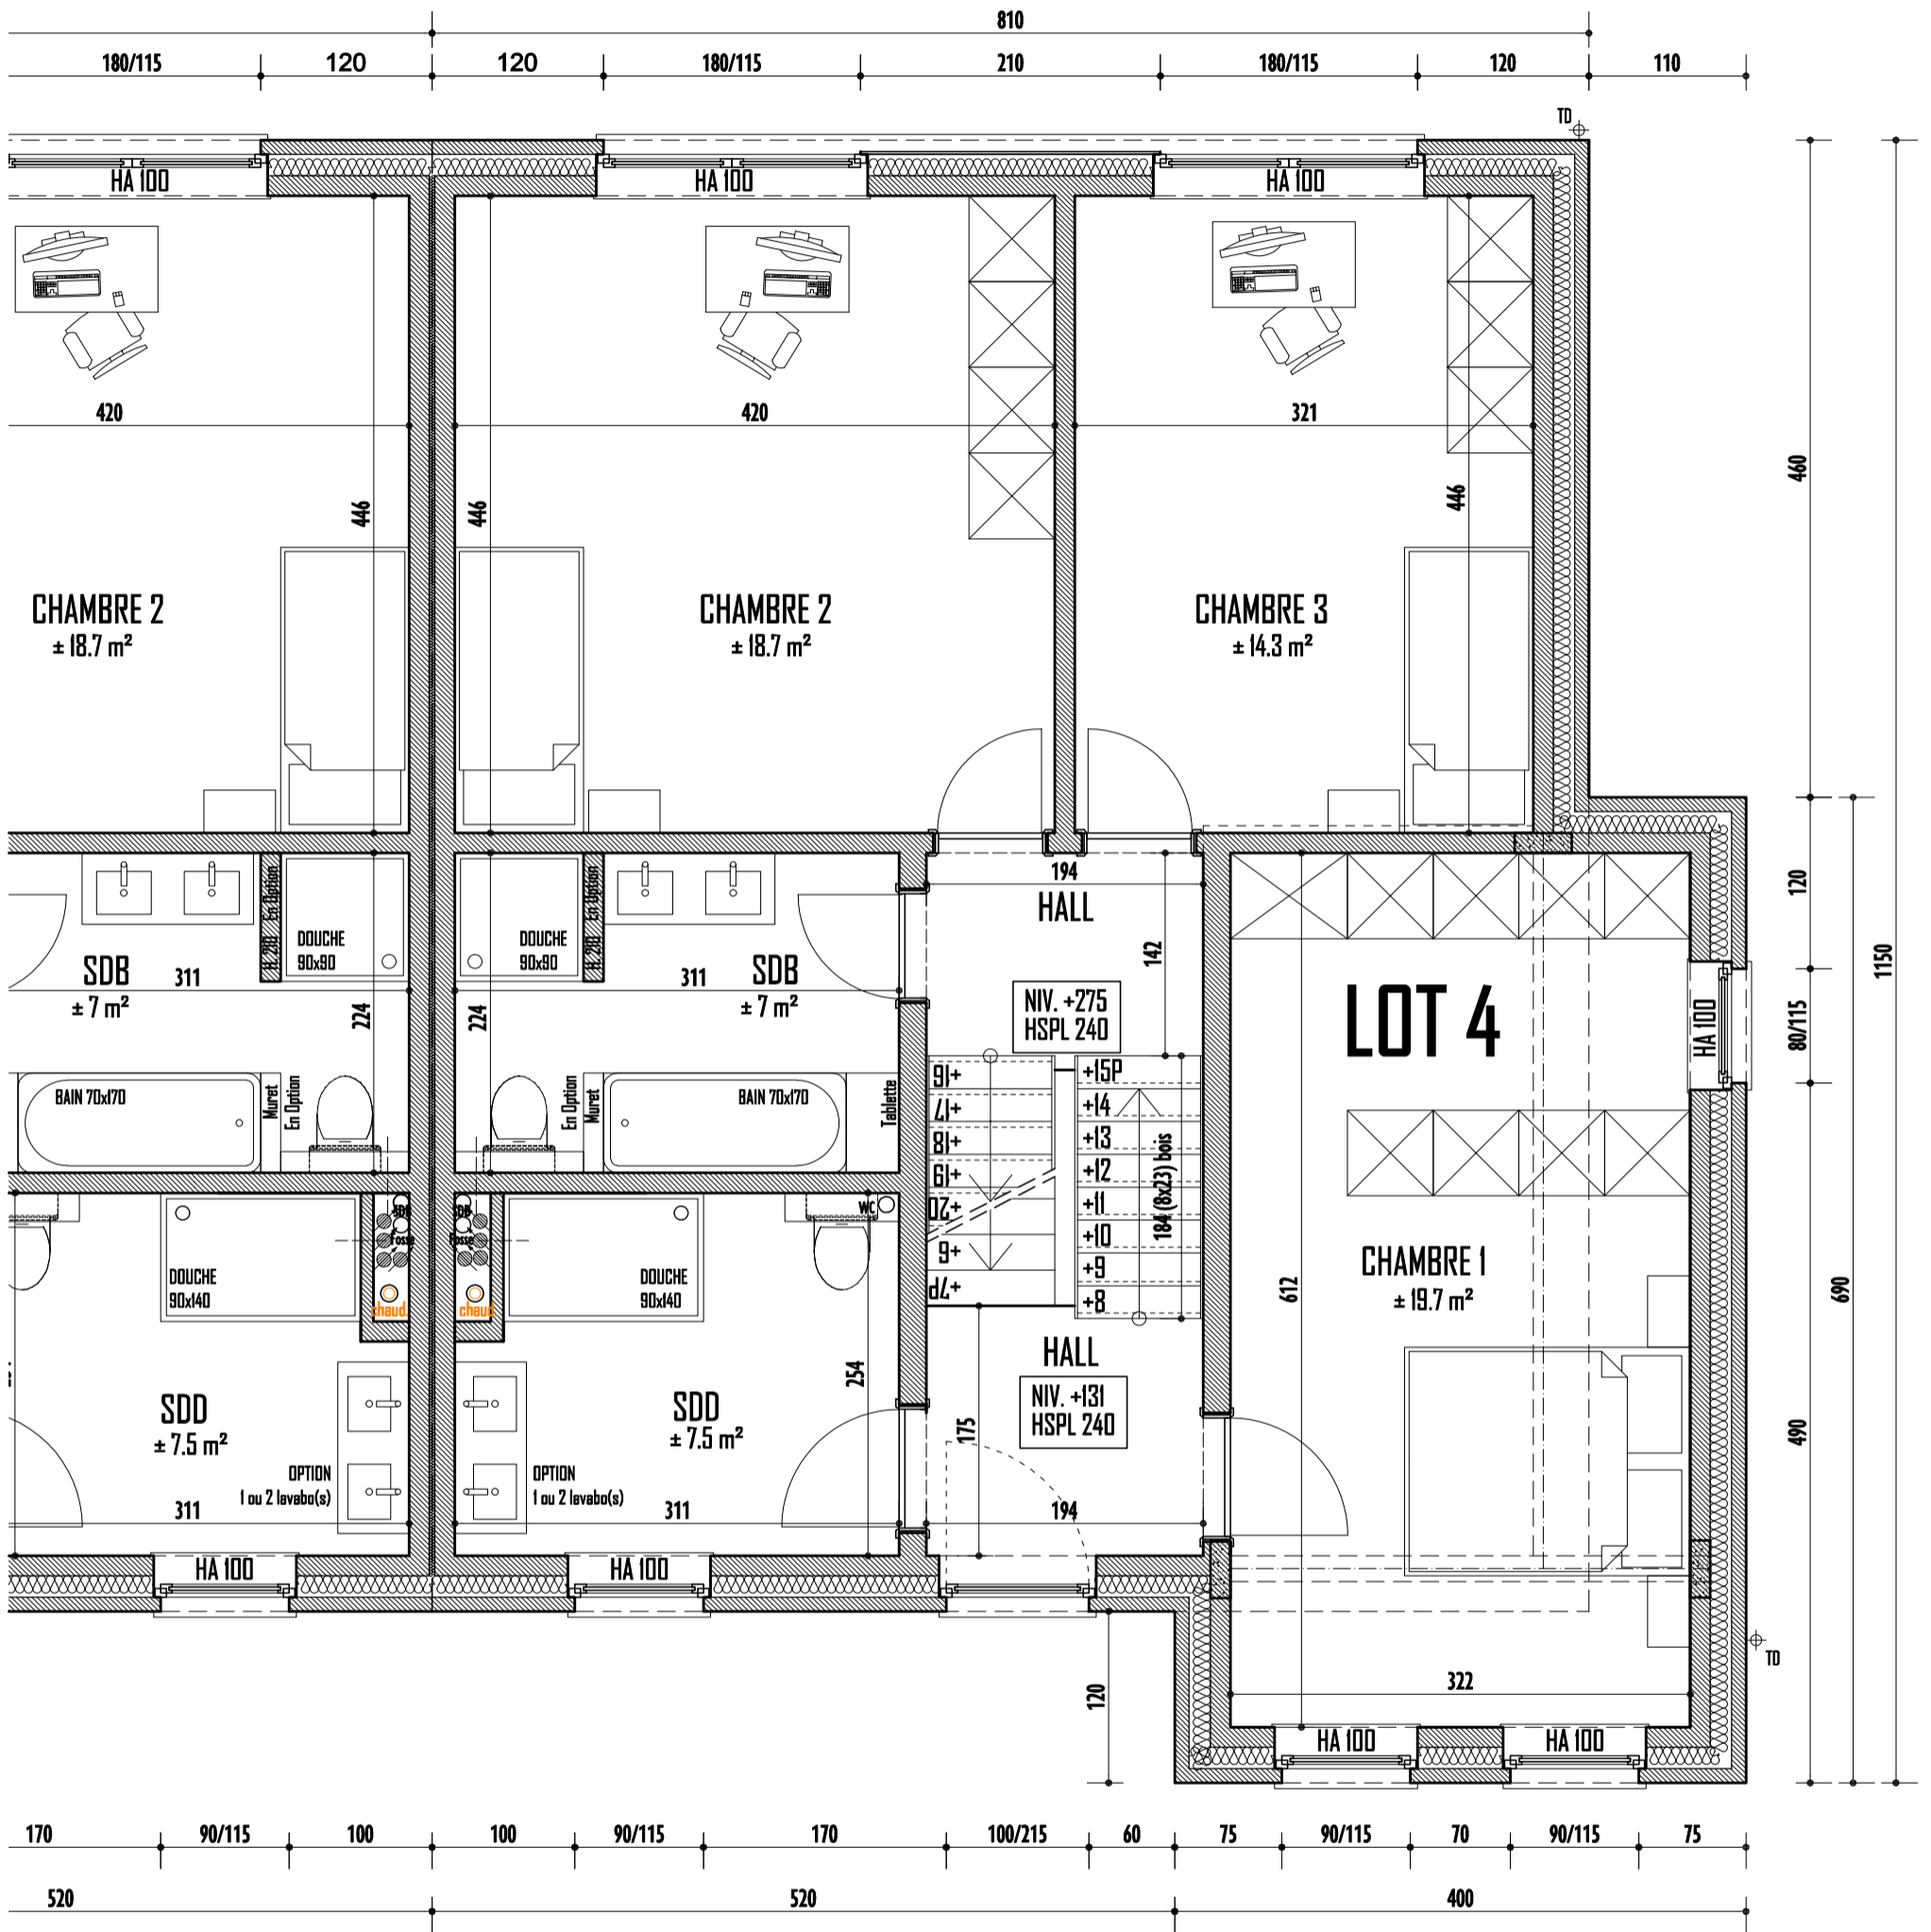 810
180/115 120 120 180/115 210 180/115 120 110
TD
HA 100 HA 100 HA 100
420 420 321
446 446 446
460
CHAMBRE 2
± 18.7 m²
CHAMBRE 2
± 18.7 m²
CHAMBRE 3
± 14.3 m²
194
HALL
142
120
1150
H. 210 En Option
H. 210 En Option
DOUCHE
90x90
DOUCHE
90x90
SDB
± 7 m²
311
SDB
± 7 m²
311
224 224
NIV. +275
HSPL 240
LOT 4
HA 100
80/115
BAIN 70x170
Muret
En Option
En Option
Muret
BAIN 70x170
Tablette
+16
+17
+18
+19
+20
+6
+7P
+15P
+14
+13
+12
+11
+10
+9
+8
184 (8x23) bois
WC
SDB
Fosse
chaud.
SDB
Fosse
chaud.
DOUCHE
90x140
DOUCHE
90x140
612
CHAMBRE 1
± 19.7 m²
690
HALL
NIV. +131
HSPL 240
175
254
490
SDD
± 7.5 m²
SDD
± 7.5 m²
OPTION
1 ou 2 lavabo(s)
OPTION
1 ou 2 lavabo(s)
311 311 194
HA 100 HA 100
TD
120
322
HA 100 HA 100
170 90/115 100 100 90/115 170 100/215 60 75 90/115 70 90/115 75
520 520 400